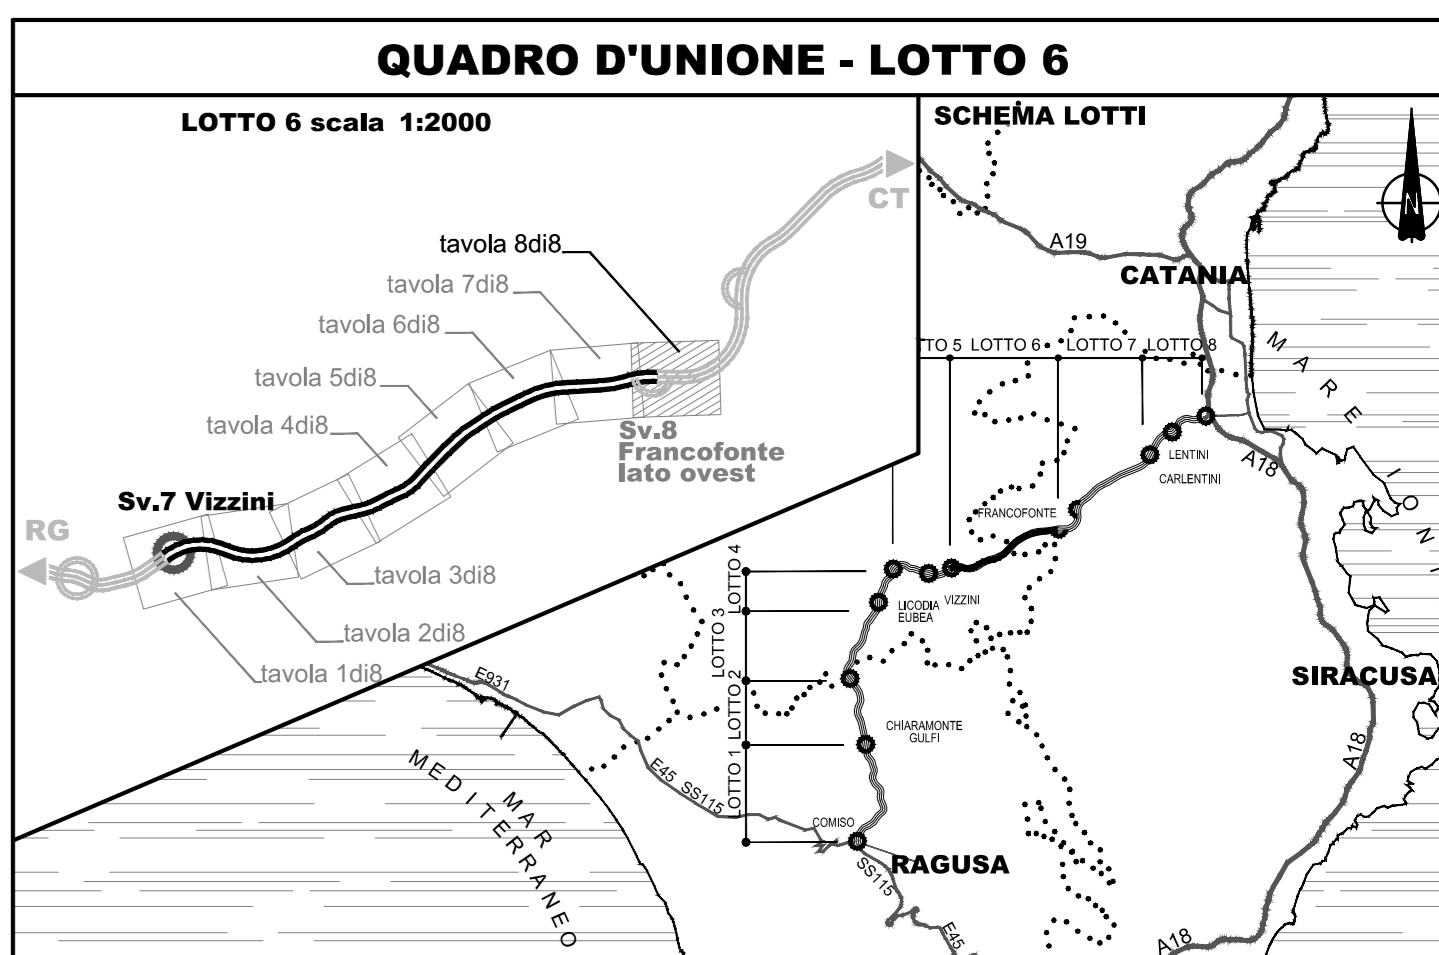 QUADRO D'UNIONE - LOTTO 6
LOTTO 6 scala 1:2000
CT
tavola 8di8
tavola 7di8
tavola 6di8
tavola 5di8
tavola 4di8
Sv.8
Francofonte
lato ovest
Sv.7 Vizzini
RG
tavola 3di8
tavola 2di8
tavola 1di8
SCHEMA LOTTI
N
A19
CATANIA
TO 5 LOTTO 6 LOTTO 7 LOTTO 8
MARE IONI
LENTINI
CARLENTINI
A18
FRANCOFONTE
LOTTO 4
LOTTO 3
LOTTO 2
LOTTO 1
LICODIA
EUBEA
VIZZINI
SIRACUSA
E931
CHIARAMONTE
GULFI
A18
E45 SS115
MAR
MEDITERRANEO
COMISO
RAGUSA
SS115
E45
A18